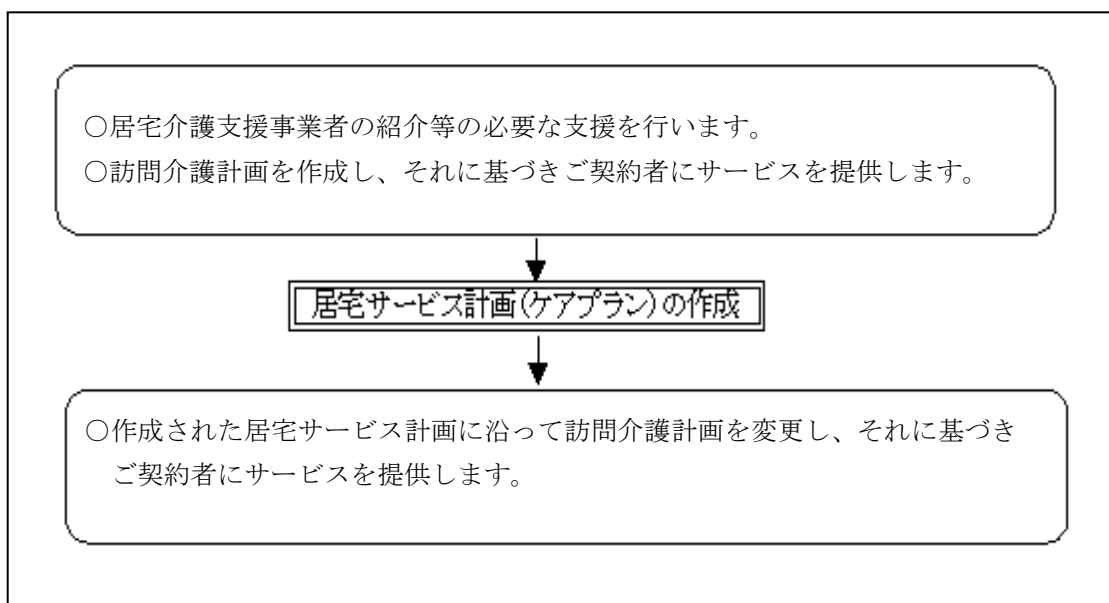 ○居宅介護支援事業者の紹介等の必要な支援を行います。
○訪問介護計画を作成し、それに基づきご契約者にサービスを提供します。
居宅サービス計画(ケアプラン)の作成
○作成された居宅サービス計画に沿って訪問介護計画を変更し、それに基づき
ご契約者にサービスを提供します。